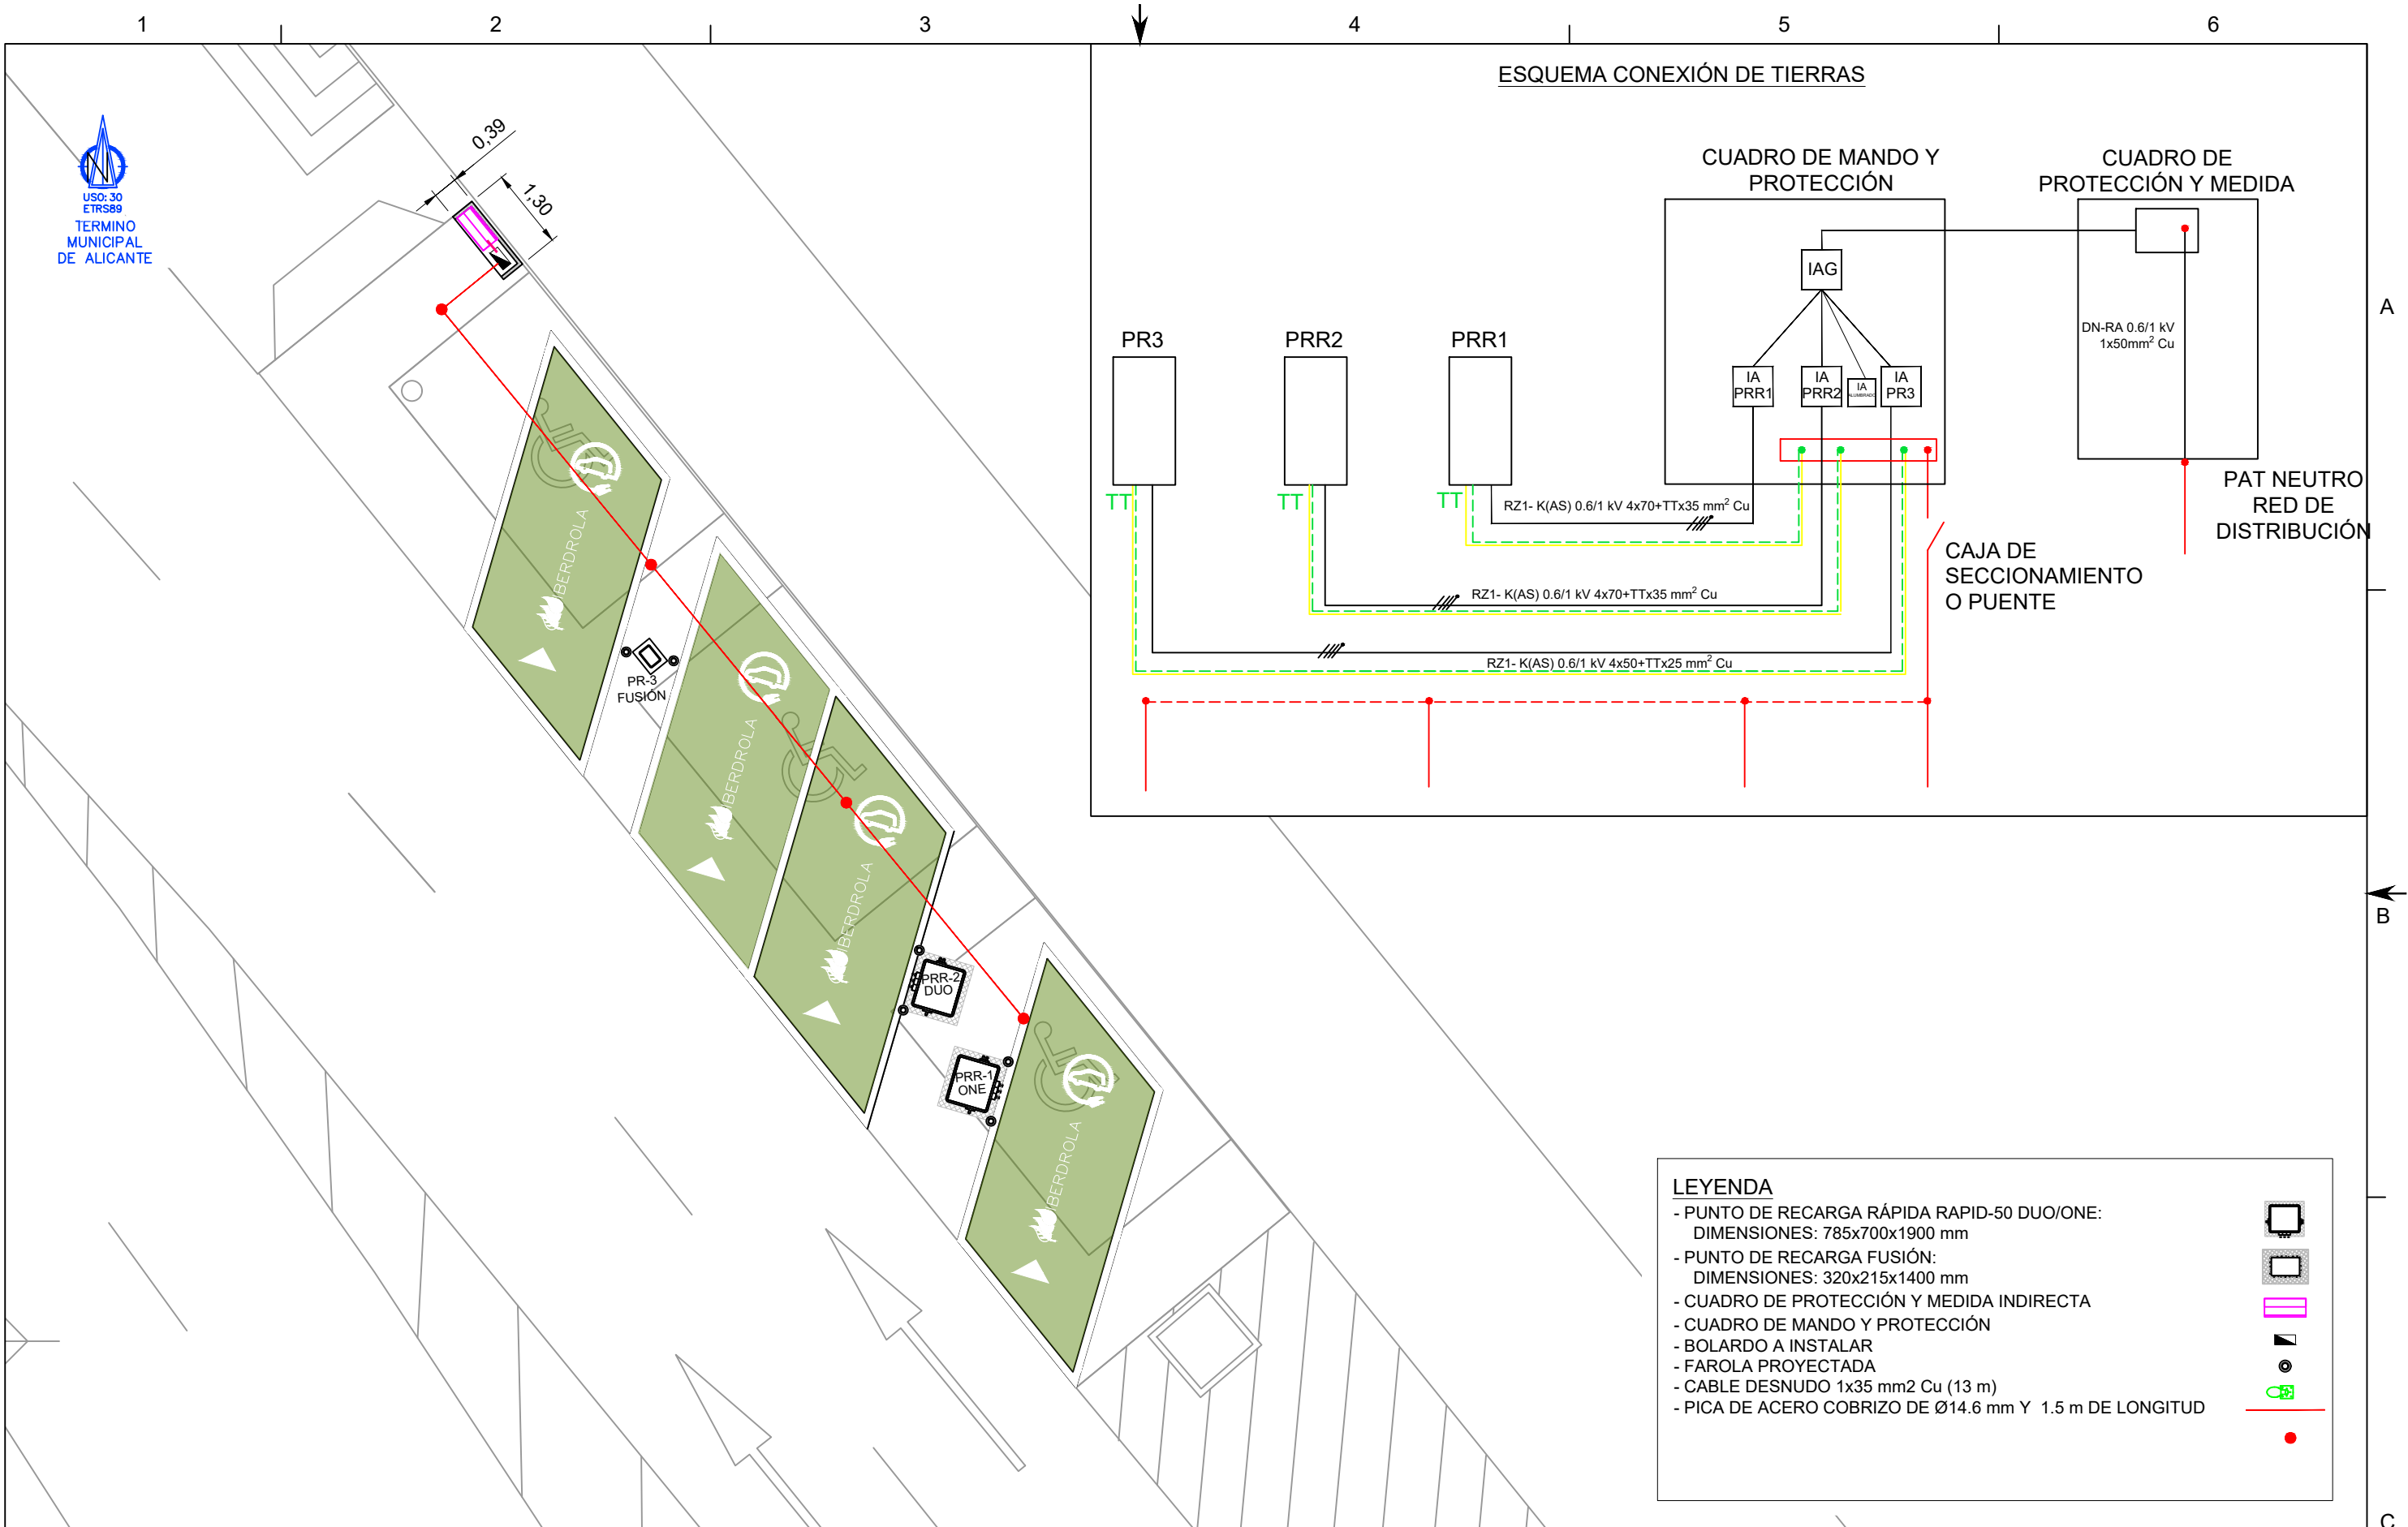 1 2 3 4 5 6
A
B
C
USO: 30
ETRS89
TERMINO
MUNICIPAL
DE ALICANTE
N
0,39
1,30
IBERDROLA
PR-3
FUSIÓN
IBERDROLA
IBERDROLA
PRR-2
DUO
PRR-1
ONE
IBERDROLA
ESQUEMA CONEXIÓN DE TIERRAS
CUADRO DE MANDO Y
PROTECCIÓN
CUADRO DE
PROTECCIÓN Y MEDIDA
IAG
PR3
PRR2
PRR1
IA
PRR1
IA
PRR2
IA
ALUMBRADO
IA
PR3
DN-RA 0.6/1 kV
1x50mm² Cu
TT
TT
TT
RZ1- K(AS) 0.6/1 kV 4x70+TTx35 mm² Cu
RZ1- K(AS) 0.6/1 kV 4x70+TTx35 mm² Cu
RZ1- K(AS) 0.6/1 kV 4x50+TTx25 mm² Cu
PAT NEUTRO
RED DE
DISTRIBUCIÓN
CAJA DE
SECCIONAMIENTO
O PUENTE
LEYENDA
- PUNTO DE RECARGA RÁPIDA RAPID-50 DUO/ONE:
DIMENSIONES: 785x700x1900 mm
- PUNTO DE RECARGA FUSIÓN:
DIMENSIONES: 320x215x1400 mm
- CUADRO DE PROTECCIÓN Y MEDIDA INDIRECTA
- CUADRO DE MANDO Y PROTECCIÓN
- BOLARDO A INSTALAR
- FAROLA PROYECTADA
- CABLE DESNUDO 1x35 mm2 Cu (13 m)
- PICA DE ACERO COBRIZO DE Ø14.6 mm Y 1.5 m DE LONGITUD